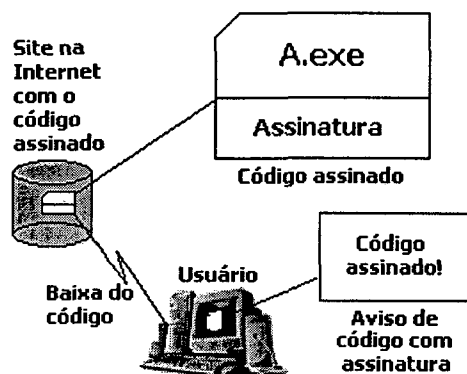 Site na
Internet
com o
código
assinado
A.exe
Assinatura
Código assinado
Baixa do
código
Usuário
Código
assinado!
Aviso de
código com
assinatura